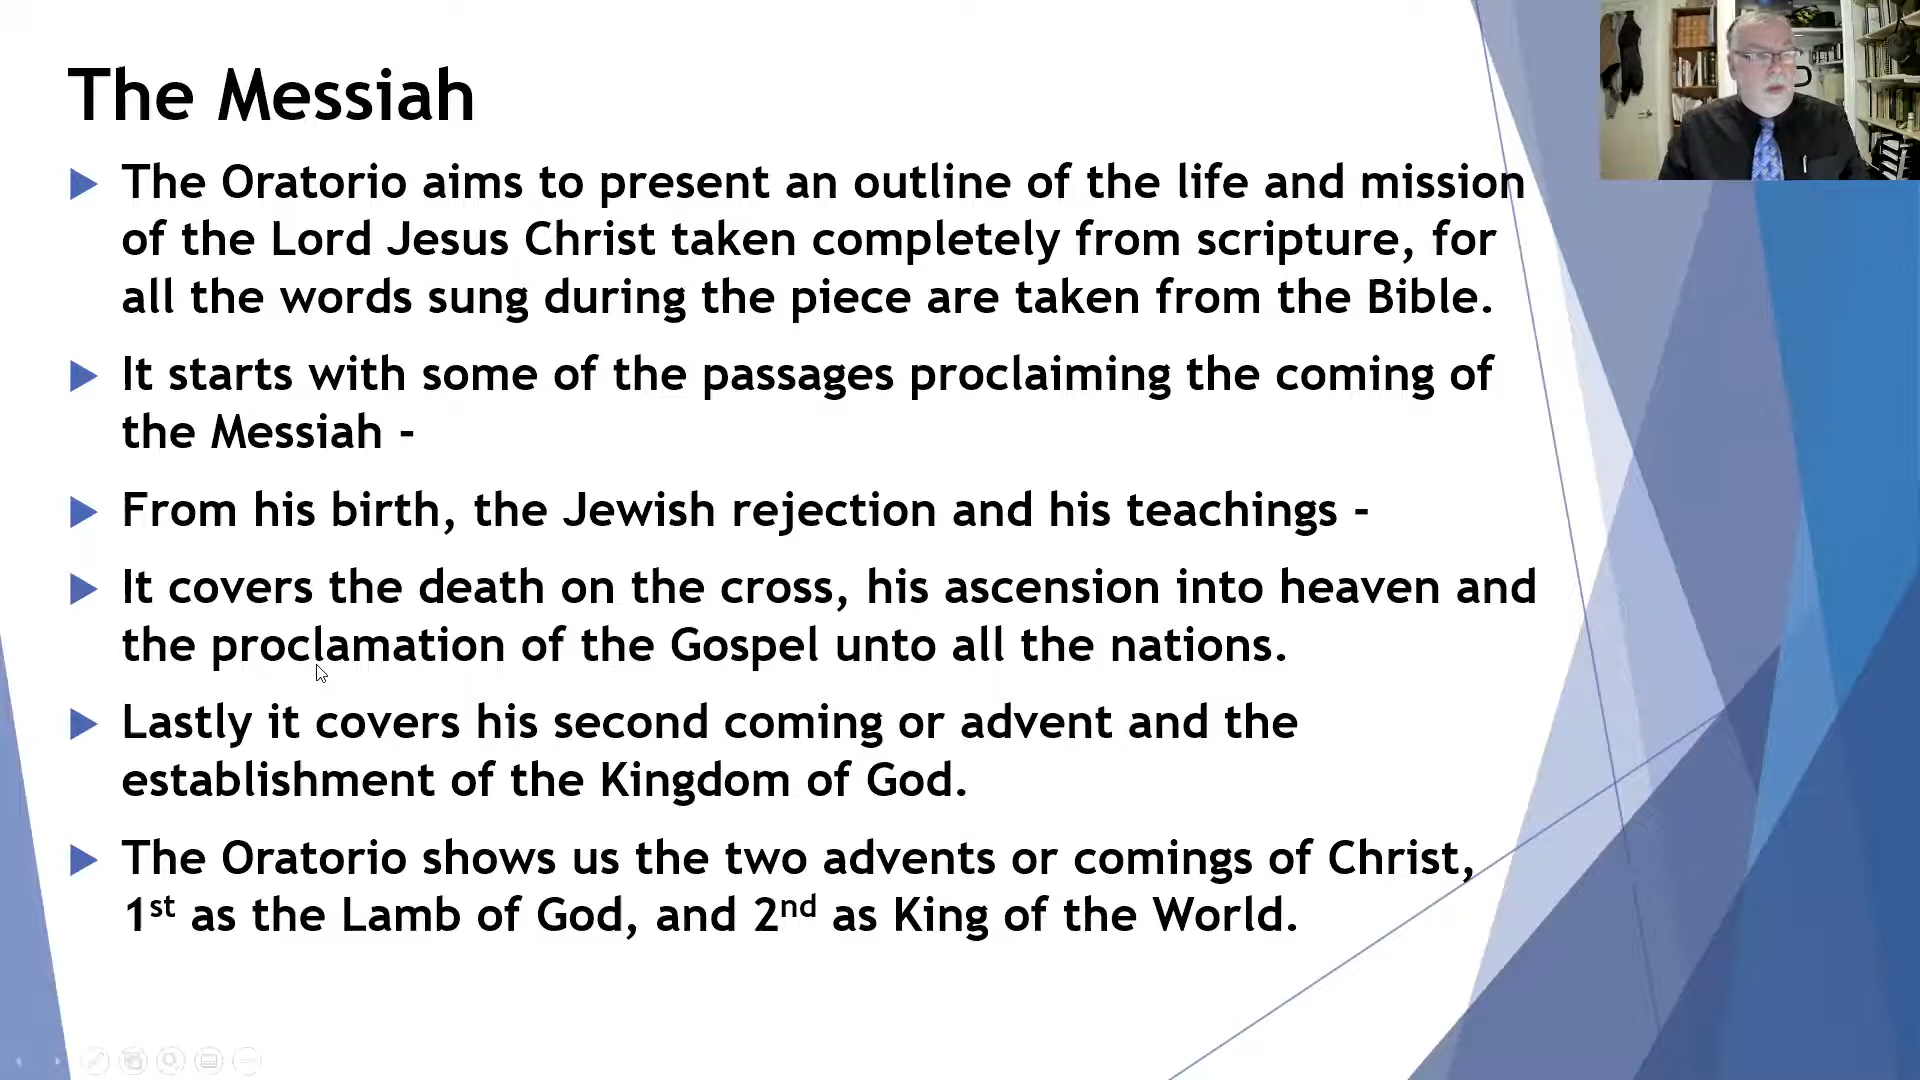 The Messiah
The Oratorio aims to present an outline of the life and mission
of the Lord Jesus Christ taken completely from scripture, for
all the words sung during the piece are taken from the Bible.
It starts with some of the passages proclaiming the coming of
the Messiah -
From his birth, the Jewish rejection and his teachings -
It covers the death on the cross, his ascension into heaven and
the proclamation of the Gospel unto all the nations.
Lastly it covers his second coming or advent and the
establishment of the Kingdom of God.
The Oratorio shows us the two advents or comings of Christ,
1st as the Lamb of God, and 2nd as King of the World.